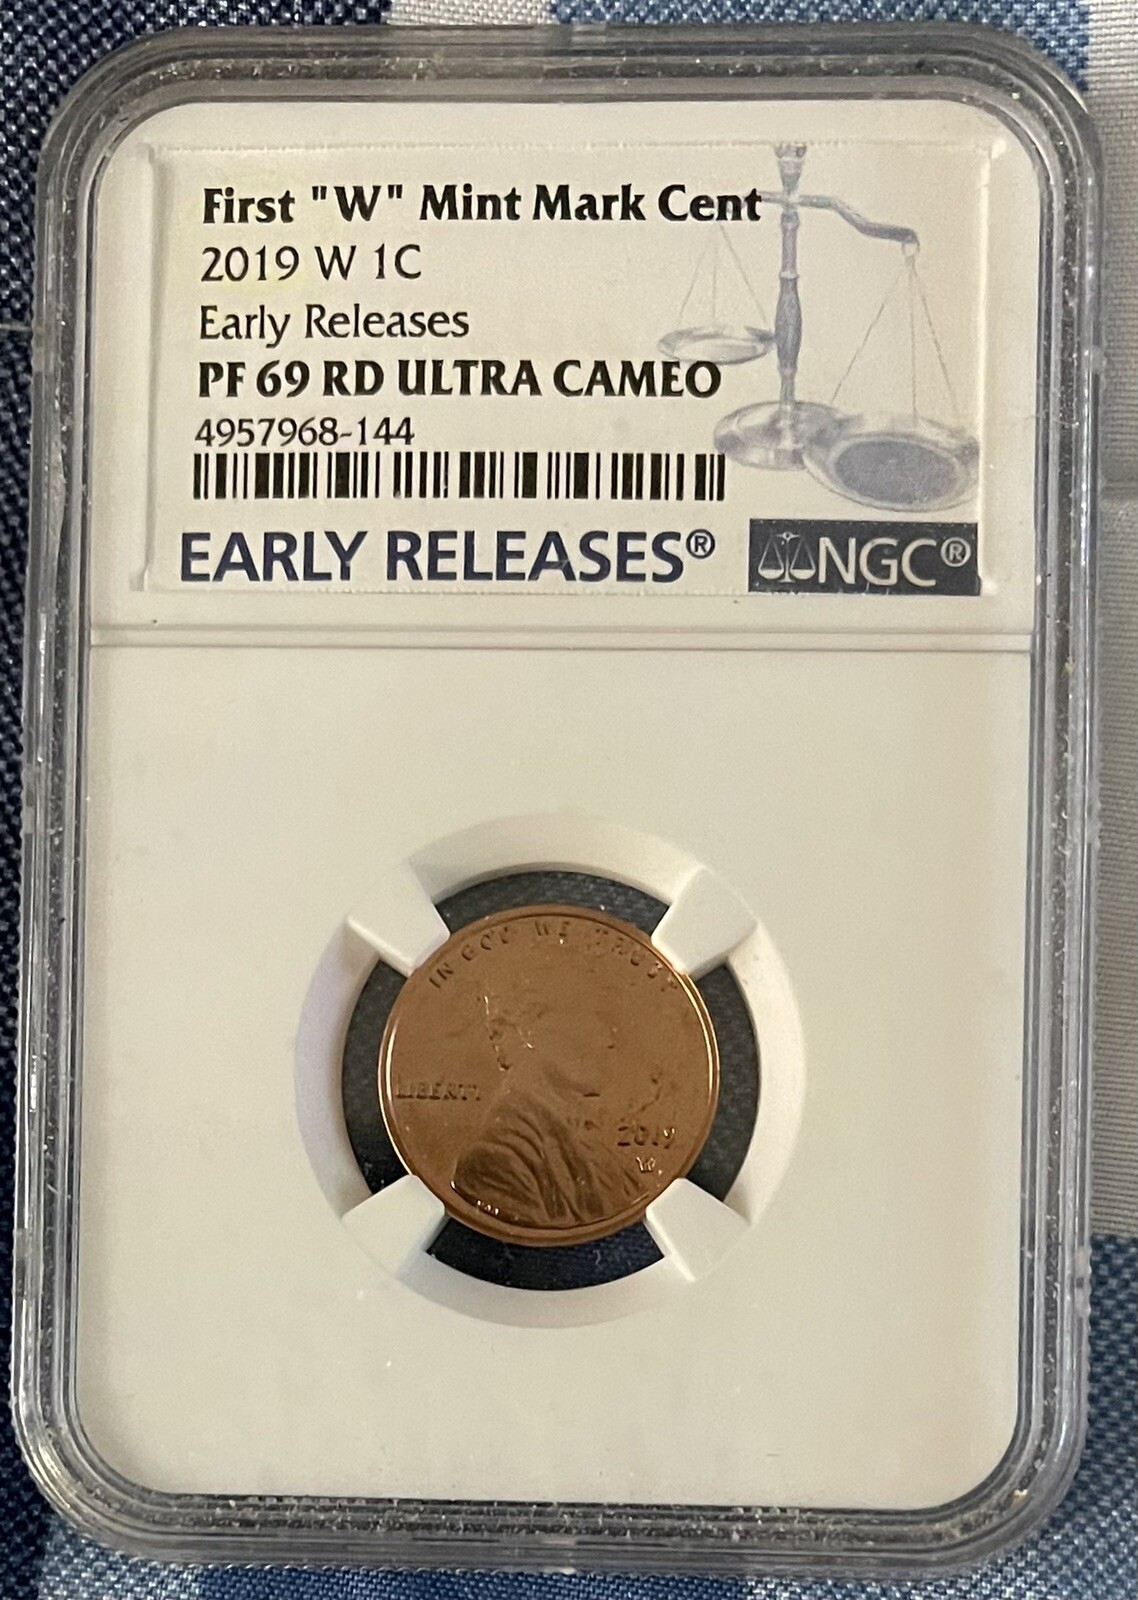 First "W" Mint Mark Cent
2019 W 1C
Early Releases
PF 69 RD ULTRA CAMEO
4957968-144
EARLY RELEASES®
NGC®
IN GOD WE TRUST
LIBERTY
2019
W